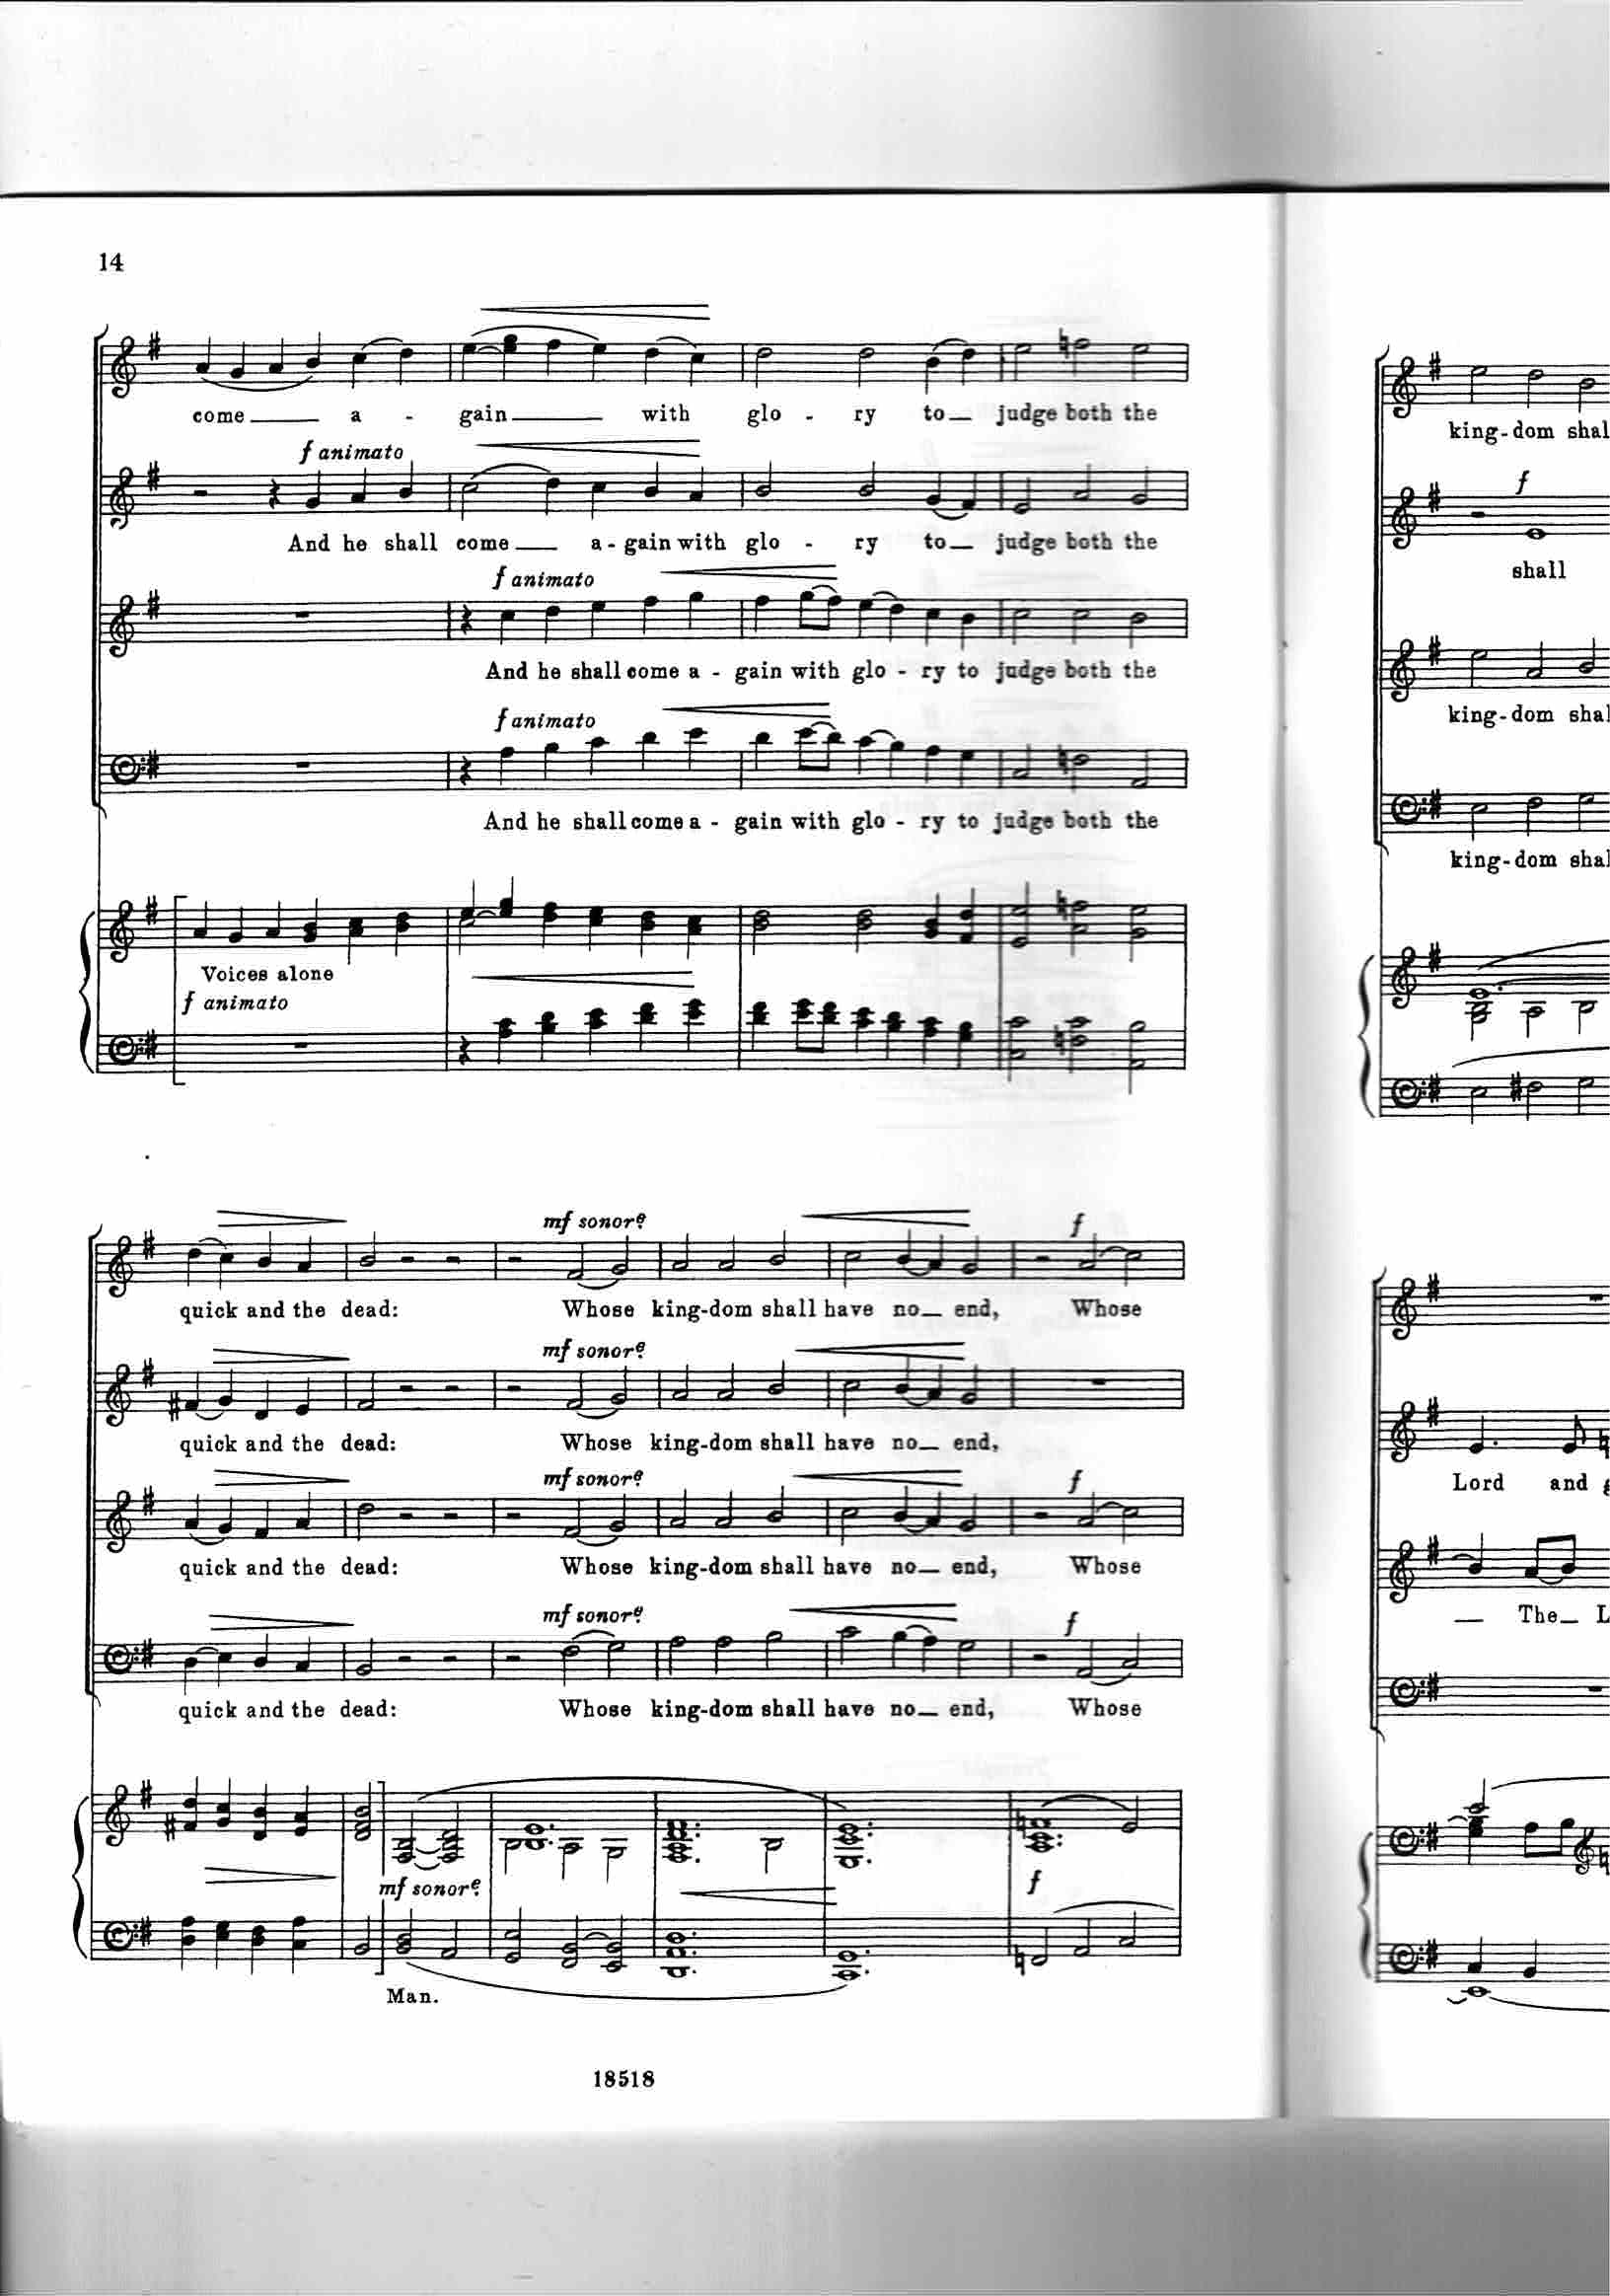 14
come a - gain with glo - ry to judge both the
f animato
And he shall come a - gain with glo - ry to judge both the
f animato
And he shall come a - gain with glo - ry to judge both the
f animato
And he shall come a - gain with glo - ry to judge both the
Voices alone
f animato
mf sonore
f
quick and the dead: Whose king-dom shall have no end, Whose
mf sonore
quick and the dead: Whose king-dom shall have no end,
mf sonore
f
quick and the dead: Whose king-dom shall have no end, Whose
mf sonore
f
quick and the dead: Whose king-dom shall have no end, Whose
mf sonore
f
Man.
18518
king-dom shal
f
shall
king-dom shal
king-dom shal
Lord and
The L